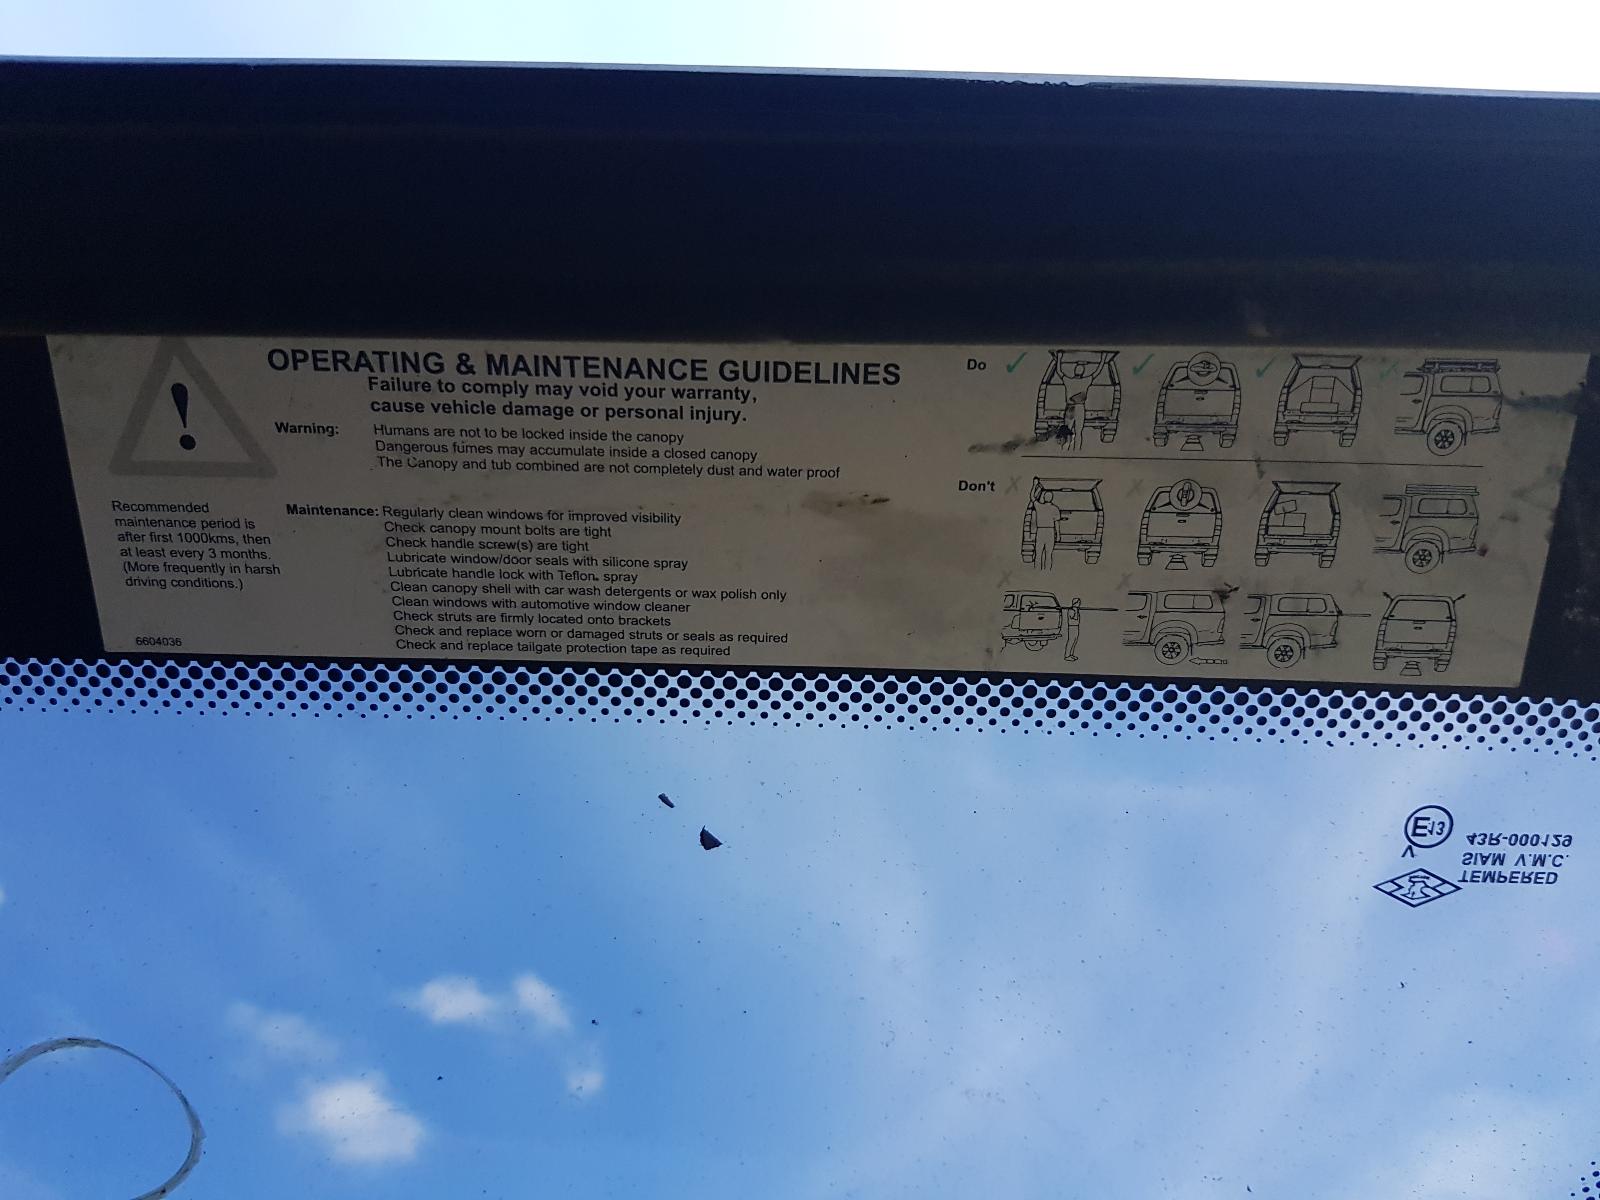 OPERATING & MAINTENANCE GUIDELINES
Failure to comply may void your warranty,
cause vehicle damage or personal injury.
Warning: Humans are not to be locked inside the canopy
Dangerous fumes may accumulate inside a closed canopy
The Canopy and tub combined are not completely dust and water proof
Recommended
maintenance period is
after first 1000kms, then
at least every 3 months.
(More frequently in harsh
driving conditions.)
6604036
Maintenance: Regularly clean windows for improved visibility
Check canopy mount bolts are tight
Check handle screw(s) are tight
Lubricate window/door seals with silicone spray
Lubricate handle lock with Teflon. spray
Clean canopy shell with car wash detergents or wax polish only
Clean windows with automotive window cleaner
Check struts are firmly located onto brackets
Check and replace worn or damaged struts or seals as required
Check and replace tailgate protection tape as required
Do
Don't
E13
43R-000129
V
SIAM V.M.C.
TEMPERED